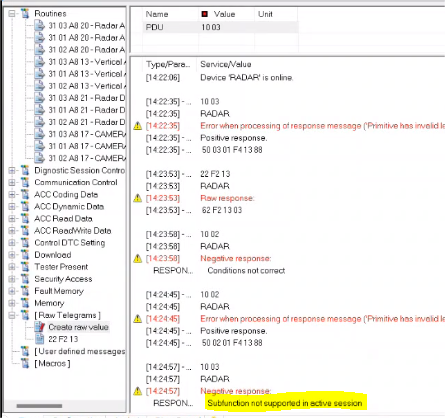 Routines
31 03 A8 20 - Radar A
31 01 A8 20 - Radar A
31 02 A8 20 - Radar A
31 03 A8 13 - Vertical A
31 01 A8 13 - Vertical A
31 02 A8 13 - Vertical A
31 03 A8 21 - Radar D
31 01 A8 21 - Radar D
31 02 A8 21 - Radar D
31 03 A8 17 - CAMERA
31 01 A8 17 - CAMERA
31 02 A8 17 - CAMERA
Dignostic Session Contro
Communication Control
ACC Coding Data
ACC Dynamic Data
ACC Read Data
ACC ReadWrite Data
Control DTC Setting
Download
Tester Present
Security Access
Fault Memory
Memory
[ Raw Telegrams ]
Create raw value
22 F2 13
[ User defined messages
[ Macros ]
Name Value Unit
PDU 10 03
Type/Para... Service/Value
[14:22:06] Device 'RADAR' is online.
[14:22:35] - ... 10 03
[14:22:35] RADAR
[14:22:35] Error when processing of response message ('Primitive has invalid le
[14:22:35] - ... Positive response.
[14:22:35] - ... 50 03 01 F4 13 88
[14:23:53] - ... 22 F2 13
[14:23:53] RADAR
[14:23:53] Raw response:
[14:23:53] - ... 62 F2 13 03
[14:23:58] - ... 10 02
[14:23:58] RADAR
[14:23:58] Negative response:
RESPON... Conditions not correct
[14:24:45] - ... 10 02
[14:24:45] RADAR
[14:24:45] Error when processing of response message ('Primitive has invalid le
[14:24:45] - ... Positive response.
[14:24:45] - ... 50 02 01 F4 13 88
[14:24:57] - ... 10 03
[14:24:57] RADAR
[14:24:57] Negative response:
RESPON... Subfunction not supported in active session